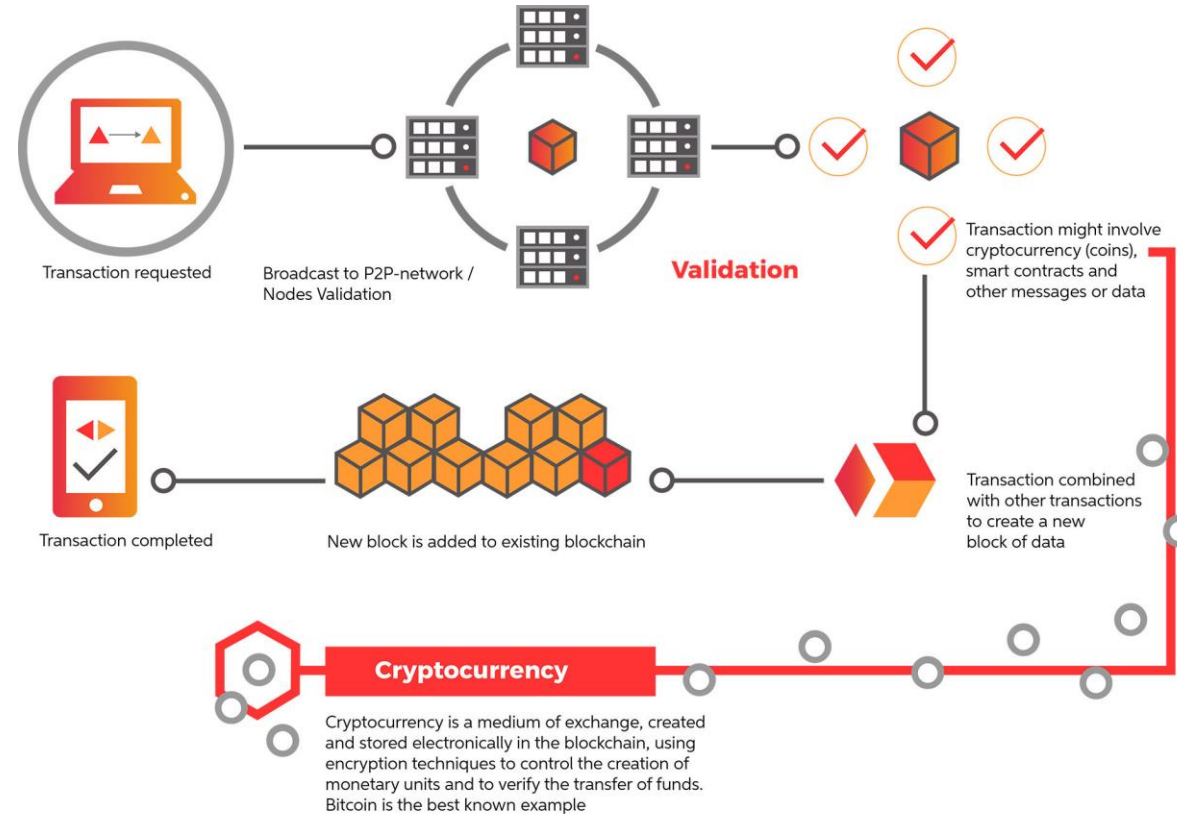 Transaction requested
Broadcast to P2P-network /
Nodes Validation
Validation
Transaction might involve
cryptocurrency (coins),
smart contracts and
other messages or data
Transaction completed
New block is added to existing blockchain
Transaction combined
with other transactions
to create a new
block of data
Cryptocurrency
Cryptocurrency is a medium of exchange, created
and stored electronically in the blockchain, using
encryption techniques to control the creation of
monetary units and to verify the transfer of funds.
Bitcoin is the best known example